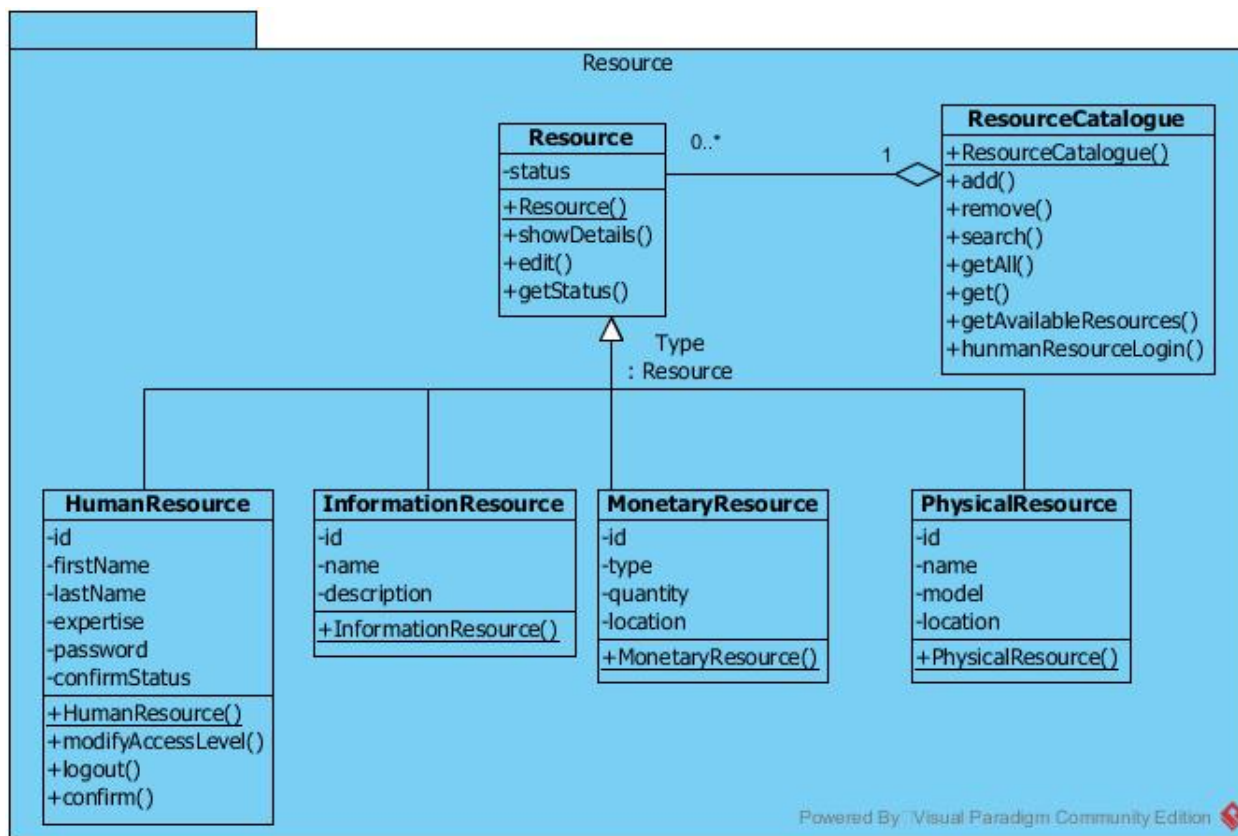 Resource
Resource
-status
+Resource()
+showDetails()
+edit()
+getStatus()
0..*
1
ResourceCatalogue
+ResourceCatalogue()
+add()
+remove()
+search()
+getAll()
+get()
+getAvailableResources()
+hunmanResourceLogin()
Type
: Resource
HumanResource
-id
-firstName
-lastName
-expertise
-password
-confirmStatus
+HumanResource()
+modifyAccessLevel()
+logout()
+confirm()
InformationResource
-id
-name
-description
+InformationResource()
MonetaryResource
-id
-type
-quantity
-location
+MonetaryResource()
PhysicalResource
-id
-name
-model
-location
+PhysicalResource()
Powered By Visual Paradigm Community Edition